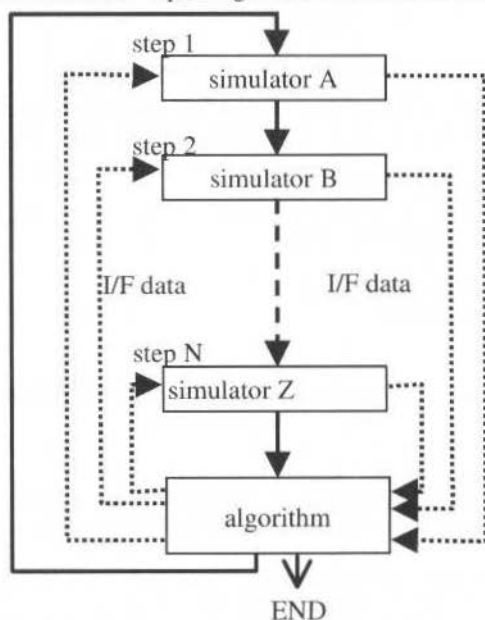 step 1
simulator A
step 2
simulator B
I/F data
I/F data
step N
simulator Z
algorithm
END